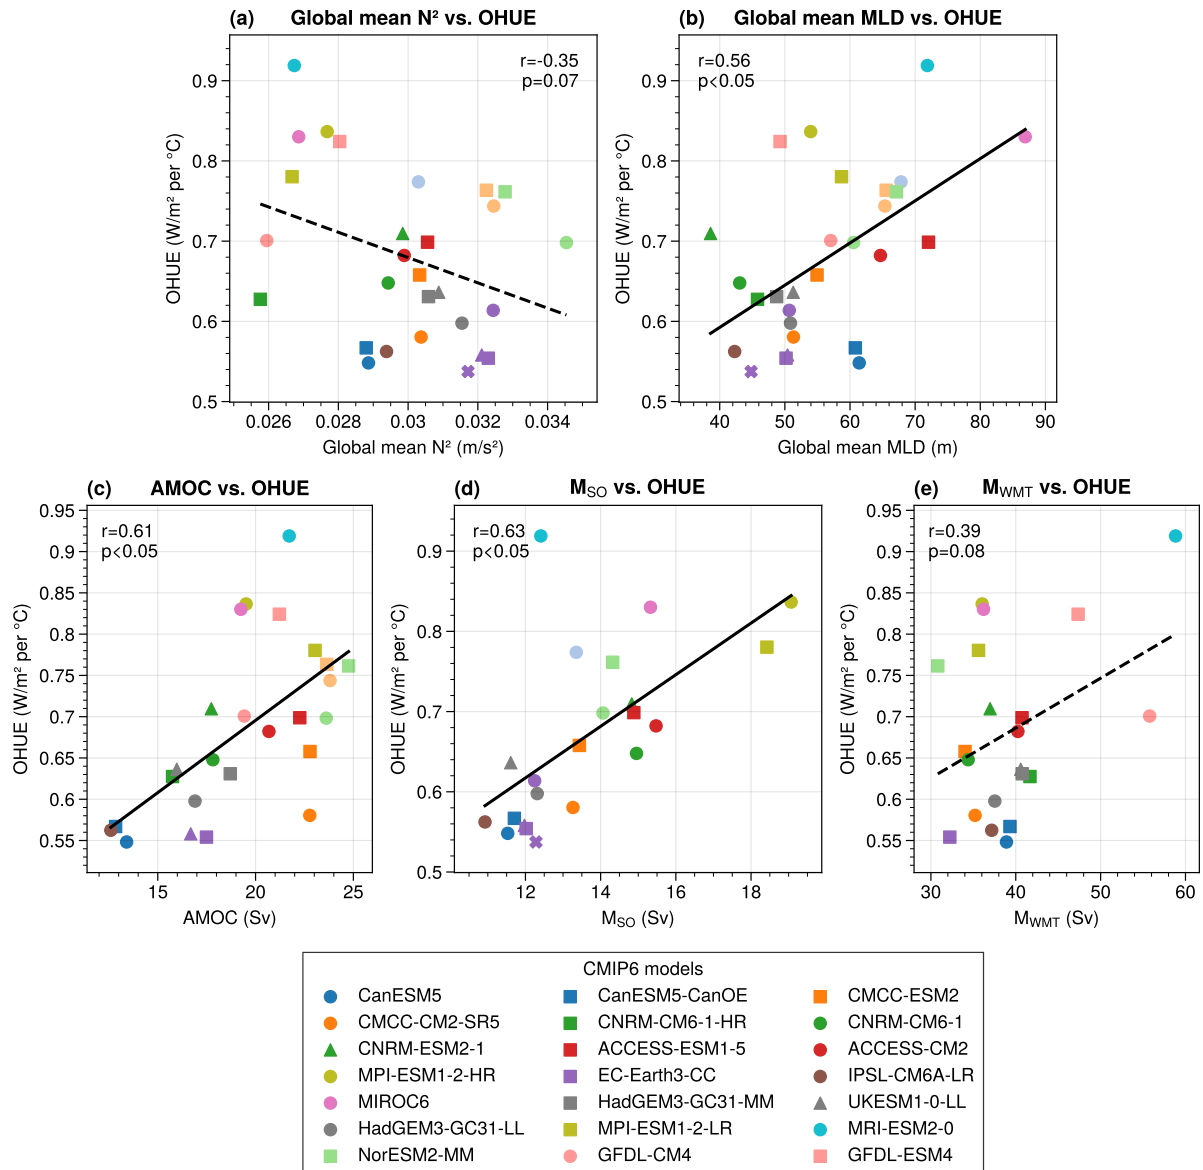 (a) Global mean N² vs. OHUE
r=-0.35
p=0.07
OHUE (W/m² per °C)
0.9
0.8
0.7
0.6
0.5
0.026 0.028 0.03 0.032 0.034
Global mean N² (m/s²)
(b) Global mean MLD vs. OHUE
r=0.56
p<0.05
OHUE (W/m² per °C)
0.9
0.8
0.7
0.6
0.5
40 50 60 70 80 90
Global mean MLD (m)
(c) AMOC vs. OHUE
r=0.61
p<0.05
OHUE (W/m² per °C)
0.95
0.9
0.85
0.8
0.75
0.7
0.65
0.6
0.55
15 20 25
AMOC (Sv)
(d) M_SO vs. OHUE
r=0.63
p<0.05
OHUE (W/m² per °C)
0.9
0.8
0.7
0.6
0.5
12 14 16 18
M_SO (Sv)
(e) M_WMT vs. OHUE
r=0.39
p=0.08
OHUE (W/m² per °C)
0.95
0.9
0.85
0.8
0.75
0.7
0.65
0.6
0.55
30 40 50 60
M_WMT (Sv)
CMIP6 models
CanESM5 CanESM5-CanOE CMCC-ESM2
CMCC-CM2-SR5 CNRM-CM6-1-HR CNRM-CM6-1
CNRM-ESM2-1 ACCESS-ESM1-5 ACCESS-CM2
MPI-ESM1-2-HR EC-Earth3-CC IPSL-CM6A-LR
MIROC6 HadGEM3-GC31-MM UKESM1-0-LL
HadGEM3-GC31-LL MPI-ESM1-2-LR MRI-ESM2-0
NorESM2-MM GFDL-CM4 GFDL-ESM4